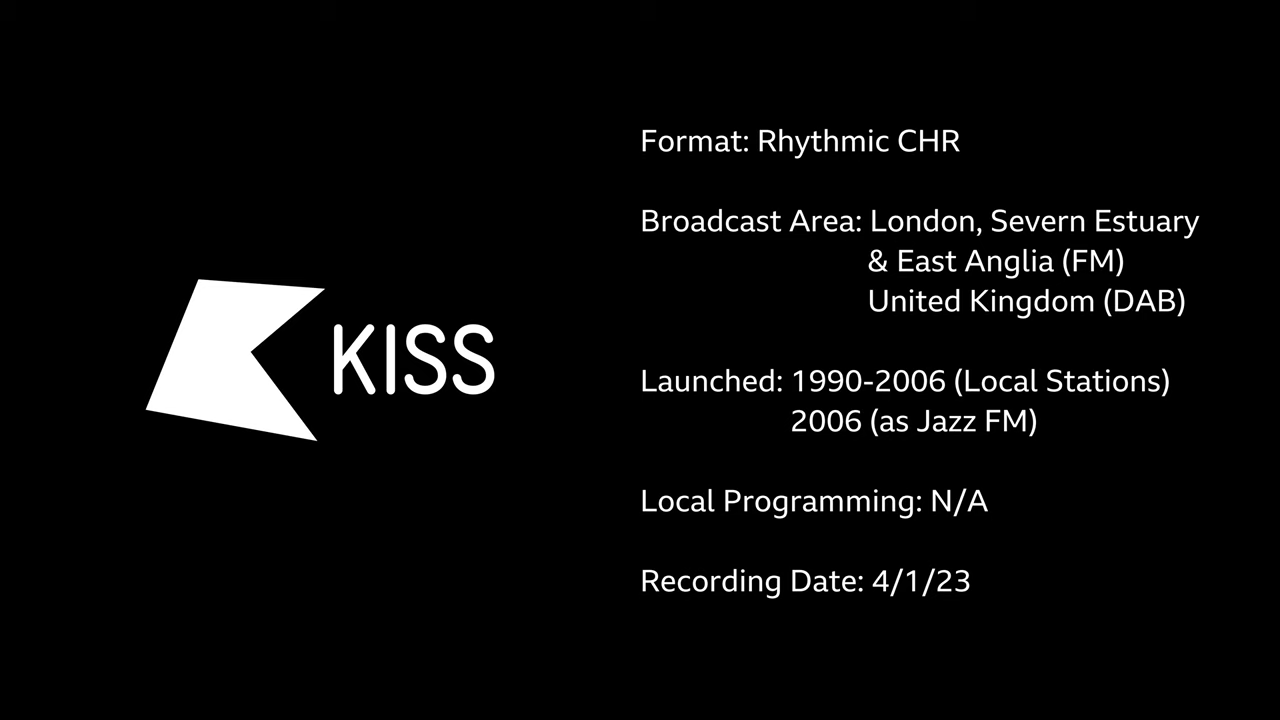 KISS
Format: Rhythmic CHR
Broadcast Area: London, Severn Estuary
& East Anglia (FM)
United Kingdom (DAB)
Launched: 1990-2006 (Local Stations)
2006 (as Jazz FM)
Local Programming: N/A
Recording Date: 4/1/23